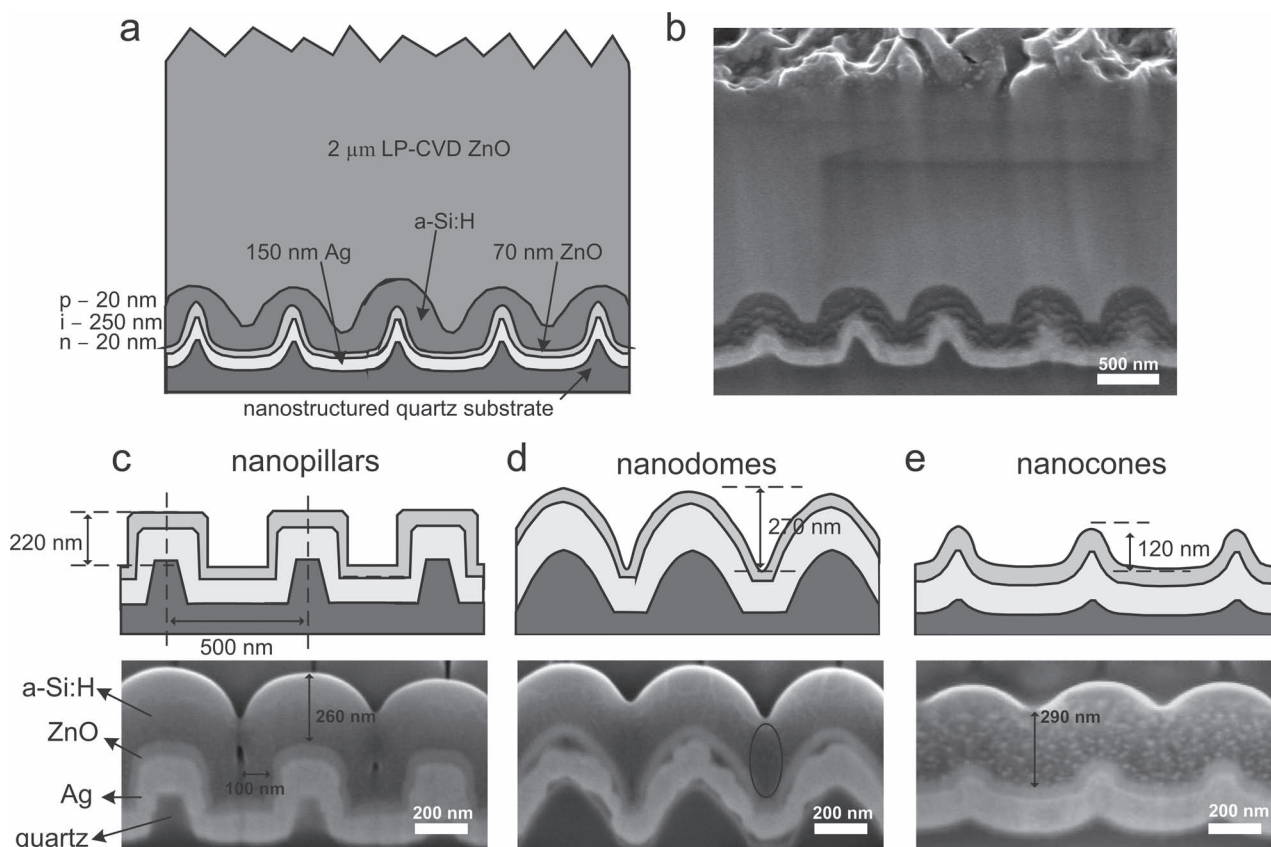 a
b
2 μm LP-CVD ZnO
a-Si:H
150 nm Ag
70 nm ZnO
p – 20 nm
i – 250 nm
n – 20 nm
nanostructured quartz substrate
500 nm
c
nanopillars
d
nanodomes
e
nanocones
220 nm
500 nm
270 nm
120 nm
a-Si:H
ZnO
Ag
quartz
260 nm
100 nm
200 nm
200 nm
290 nm
200 nm